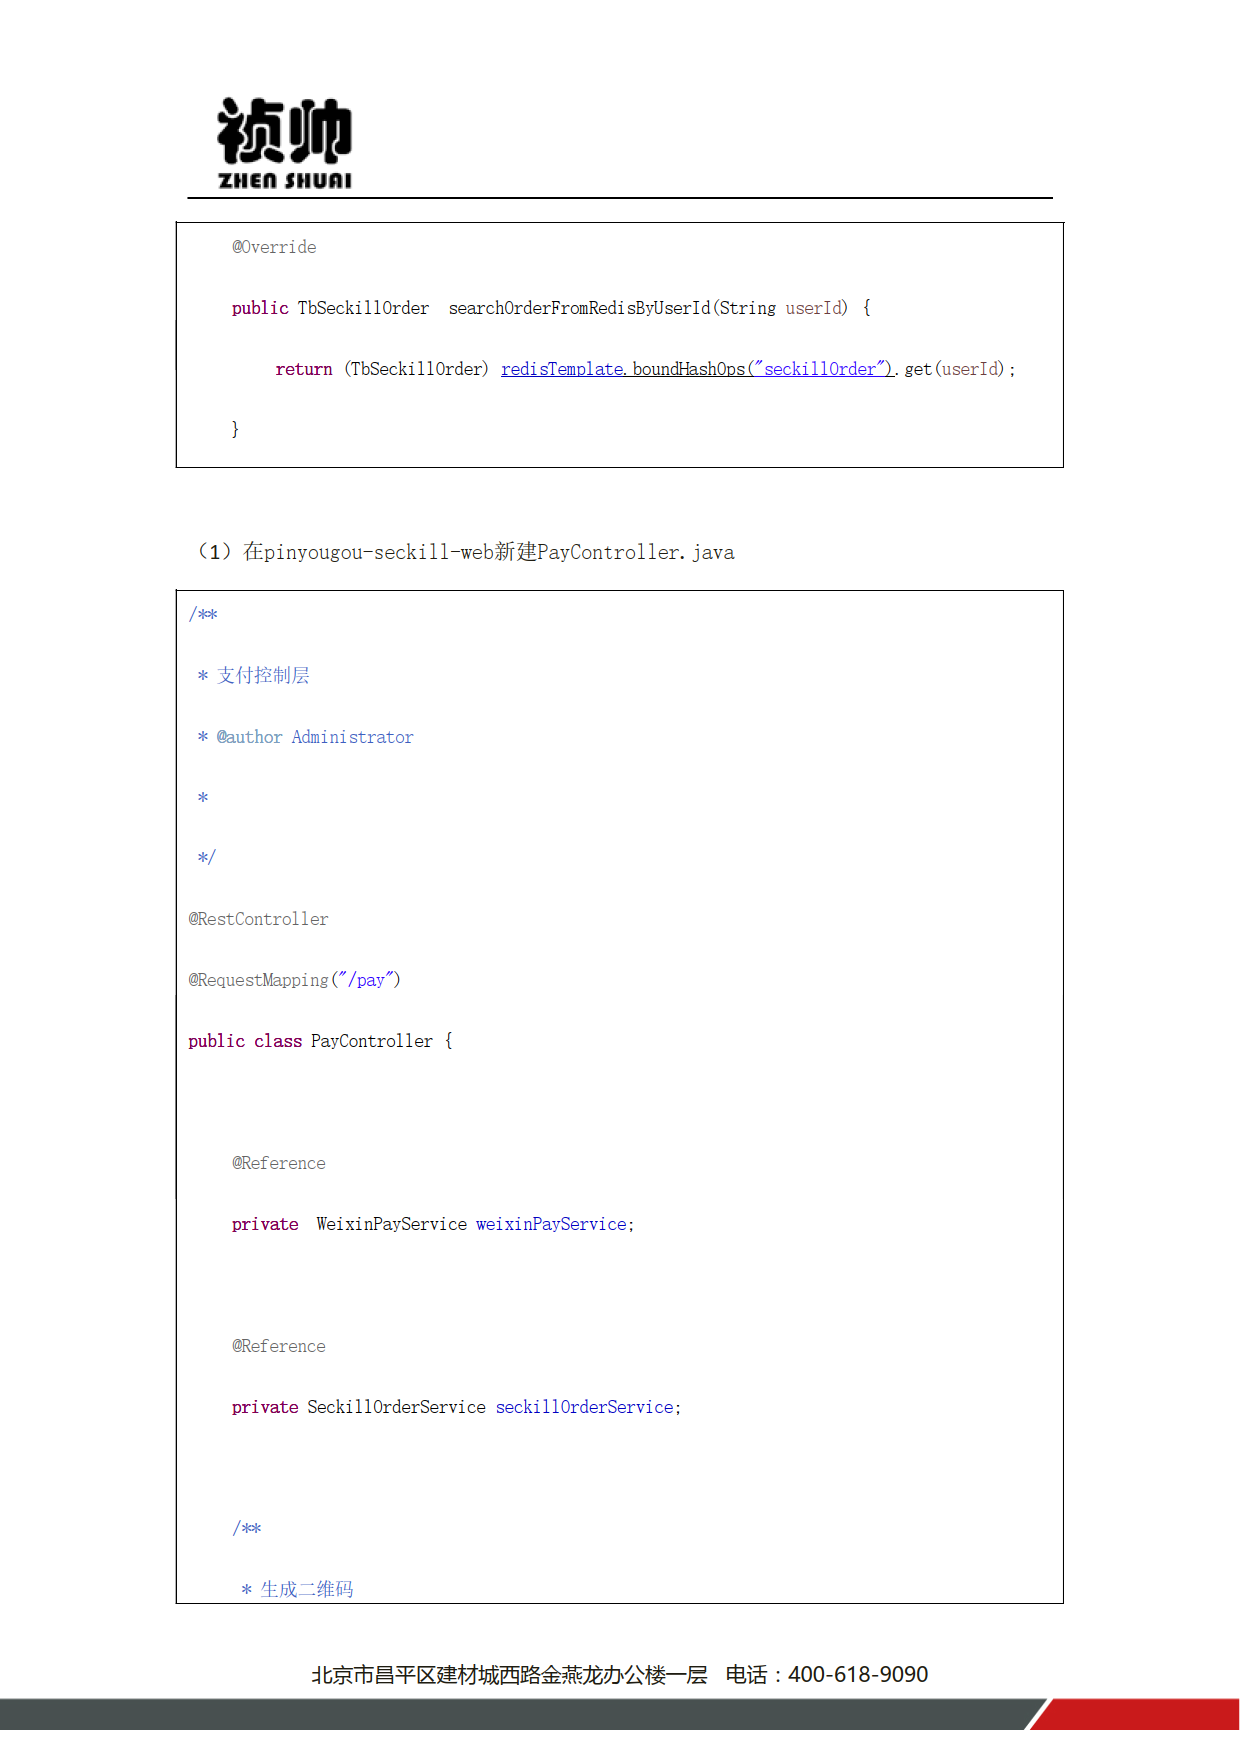 祯帅
ZHEN SHUAI
@Override
public TbSeckillOrder  searchOrderFromRedisByUserId(String userId) {
return (TbSeckillOrder) redisTemplate.boundHashOps("seckillOrder").get(userId);
}
（1）在pinyougou-seckill-web新建PayController.java
/**
* 支付控制层
* @author Administrator
*
*/
@RestController
@RequestMapping("/pay")
public class PayController {
@Reference
private  WeixinPayService weixinPayService;
@Reference
private SeckillOrderService seckillOrderService;
/**
* 生成二维码
北京市昌平区建材城西路金燕龙办公楼一层   电话：400-618-9090